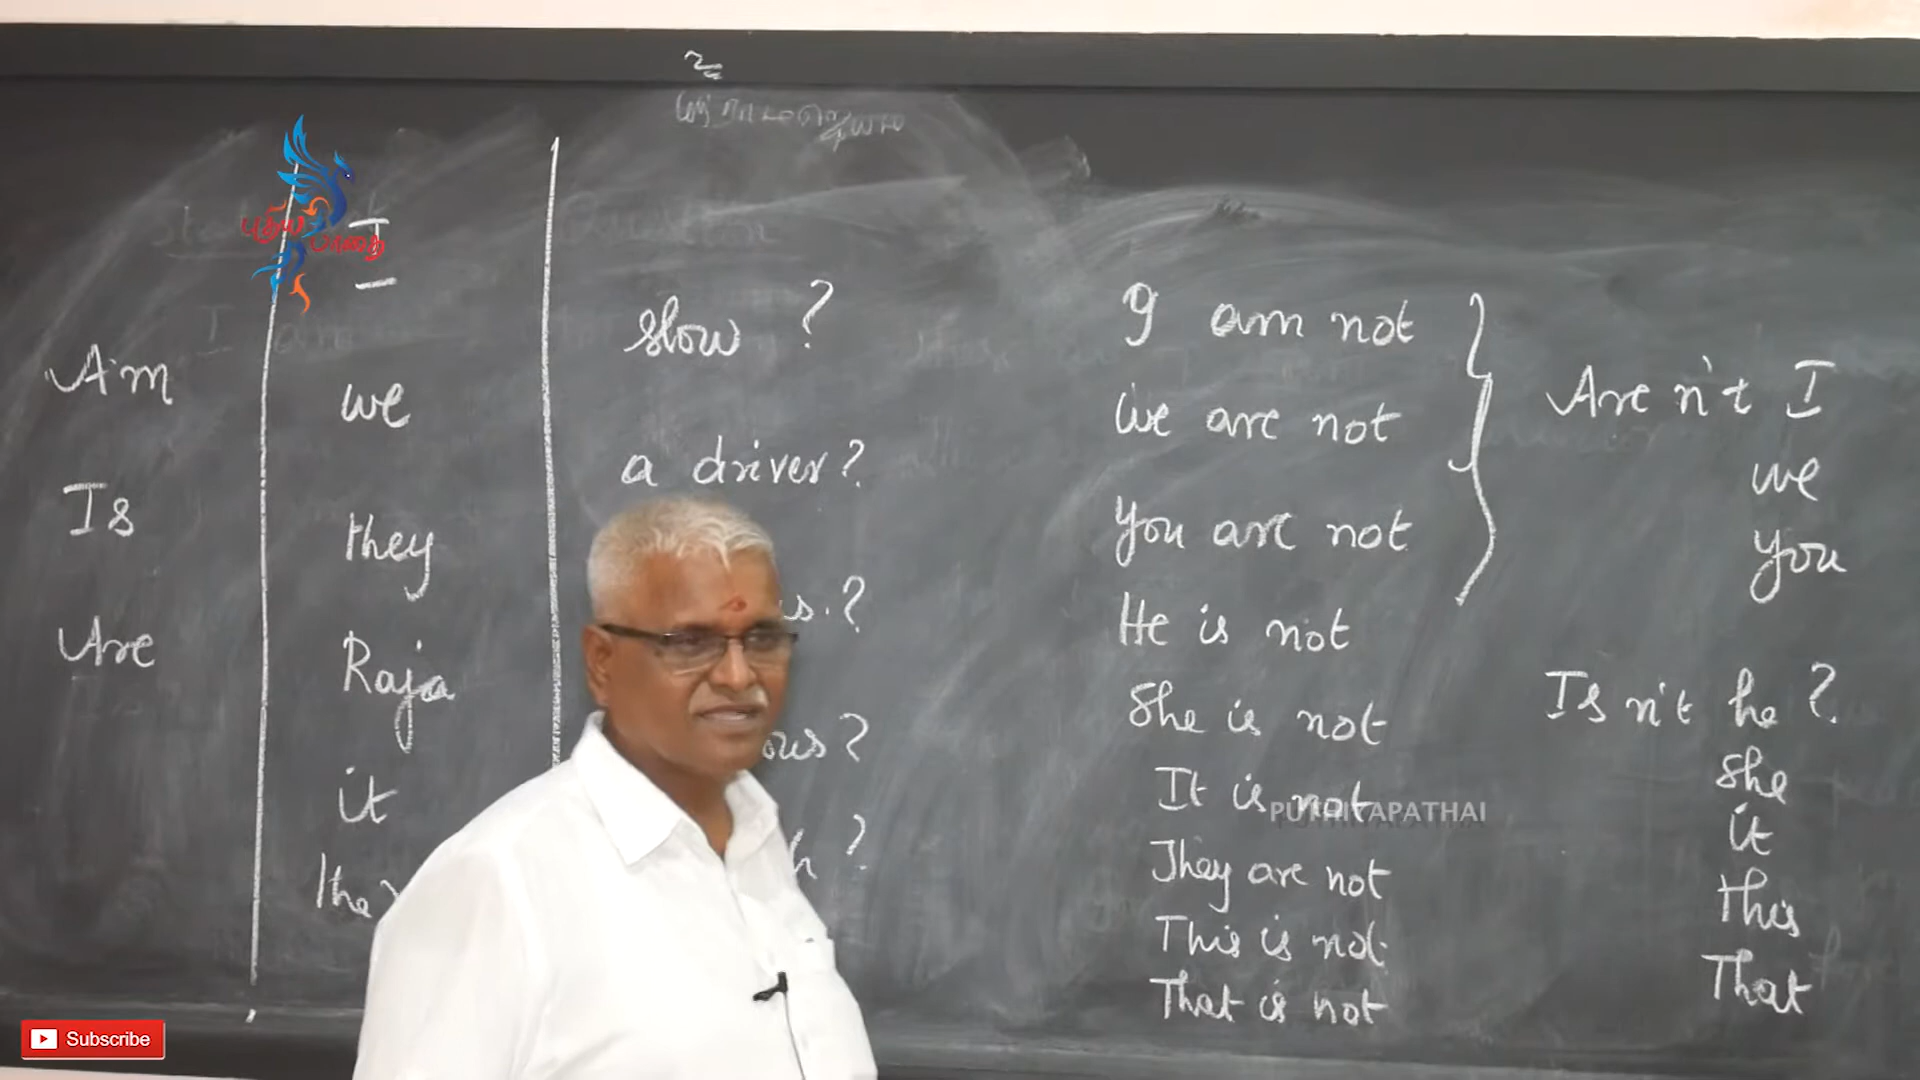 புதிய
பாதை
I
Am
we
Is
they
Are
Raja
it
slow ?
a driver?
I am not
we are not
You are not
He is not
She is not
It is not
They are not
This is not
That is not
Are n't I
we
you
Is n't he ?
she
it
this
That
PUTHIYAPATHAI
Subscribe